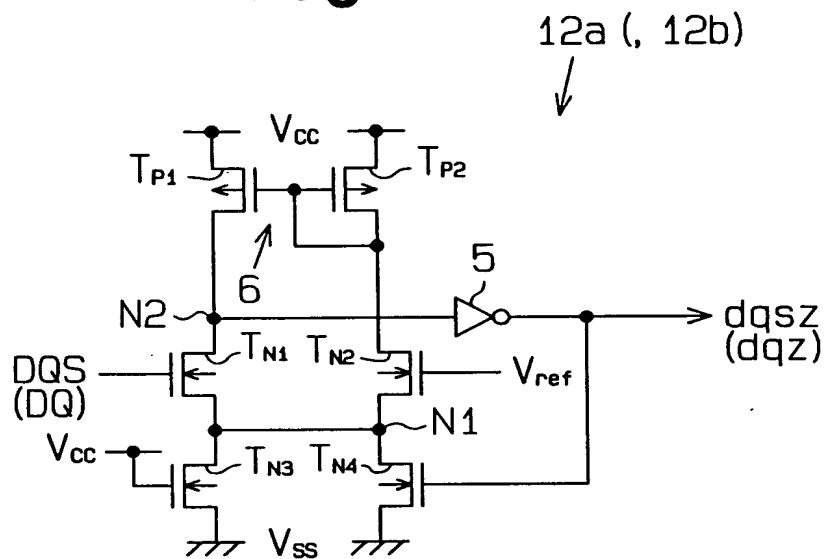 12a (, 12b)
VCC
TP1
TP2
6
5
N2
dqsz
(dqz)
TN1
TN2
DQS
(DQ)
Vref
N1
VCC
TN3
TN4
VSS